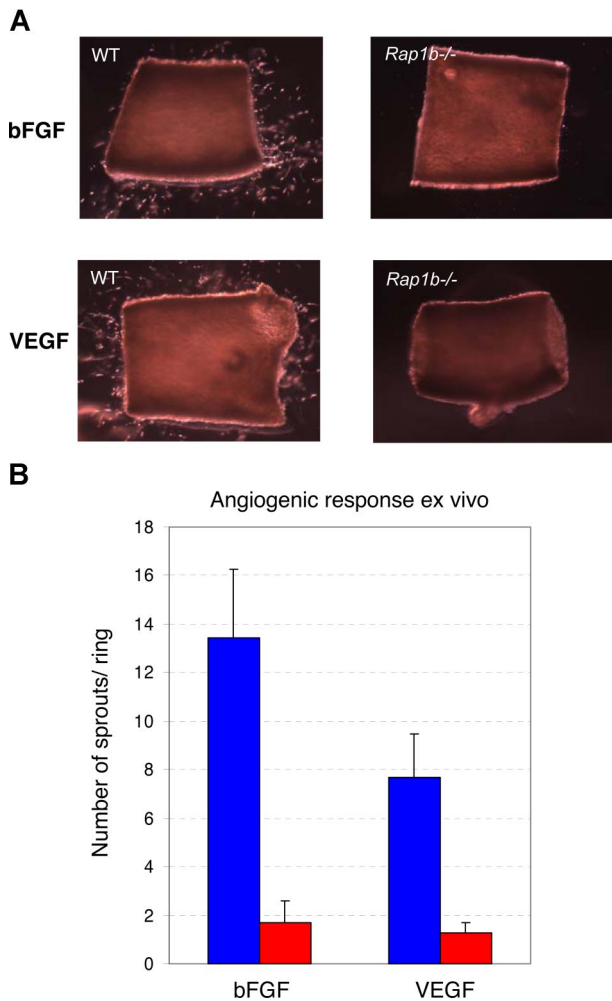 A
WT
Rap1b-/-
bFGF
WT
Rap1b-/-
VEGF
B
Angiogenic response ex vivo
Number of sprouts/ ring
18
16
14
12
10
8
6
4
2
0
bFGF
VEGF